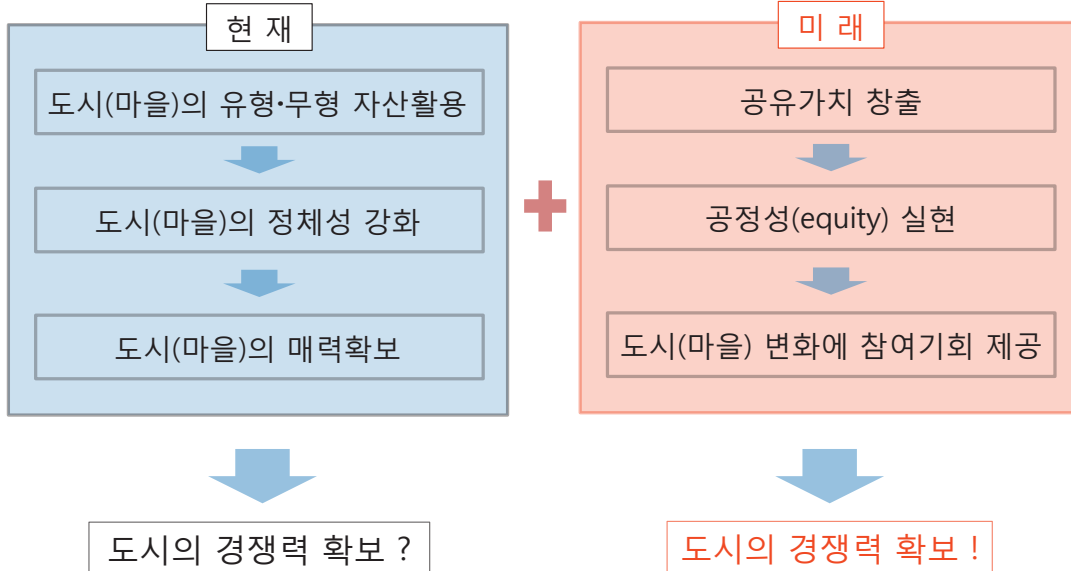 현 재
도시(마을)의 유형·무형 자산활용
도시(마을)의 정체성 강화
도시(마을)의 매력확보
도시의 경쟁력 확보 ?
미 래
공유가치 창출
공정성(equity) 실현
도시(마을) 변화에 참여기회 제공
도시의 경쟁력 확보 !